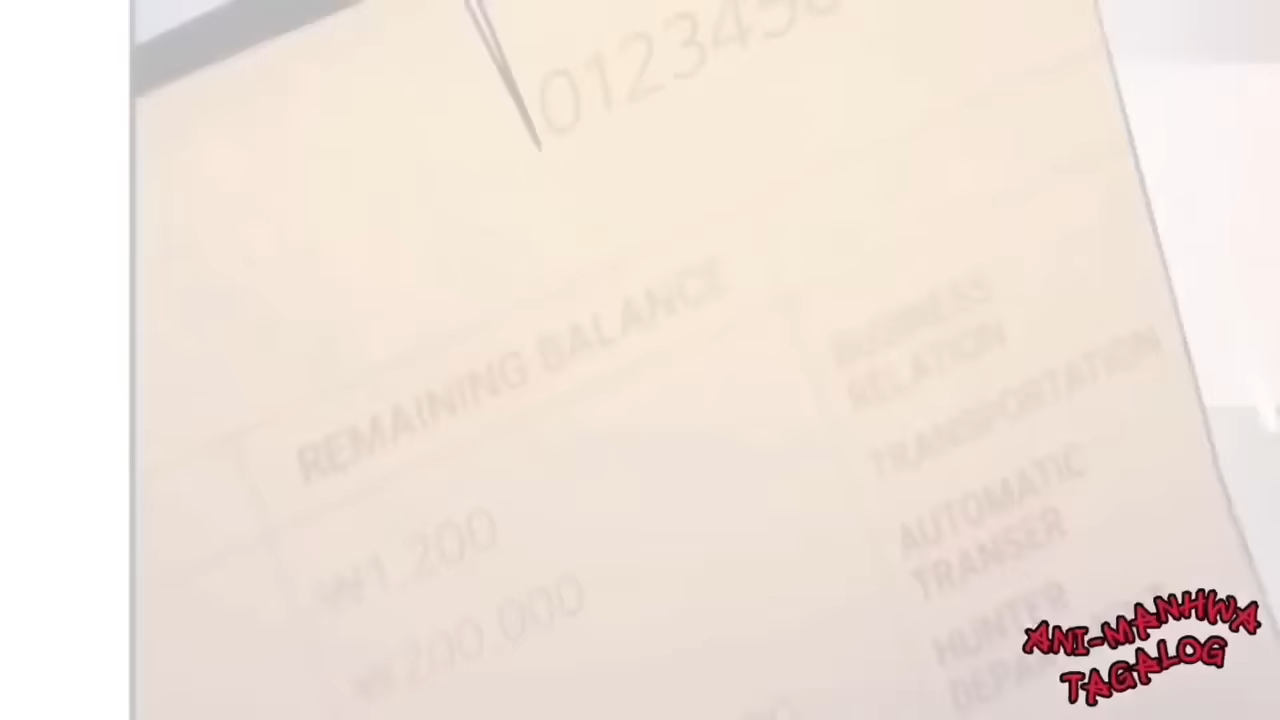 0123456
REMAINING BALANCE
₩1,200
₩200,000
BUSINESS
RELATION
TRANSPORTATION
AUTOMATIC
TRANSER
HUNTER
ANI-MANHWA
TAGALOG